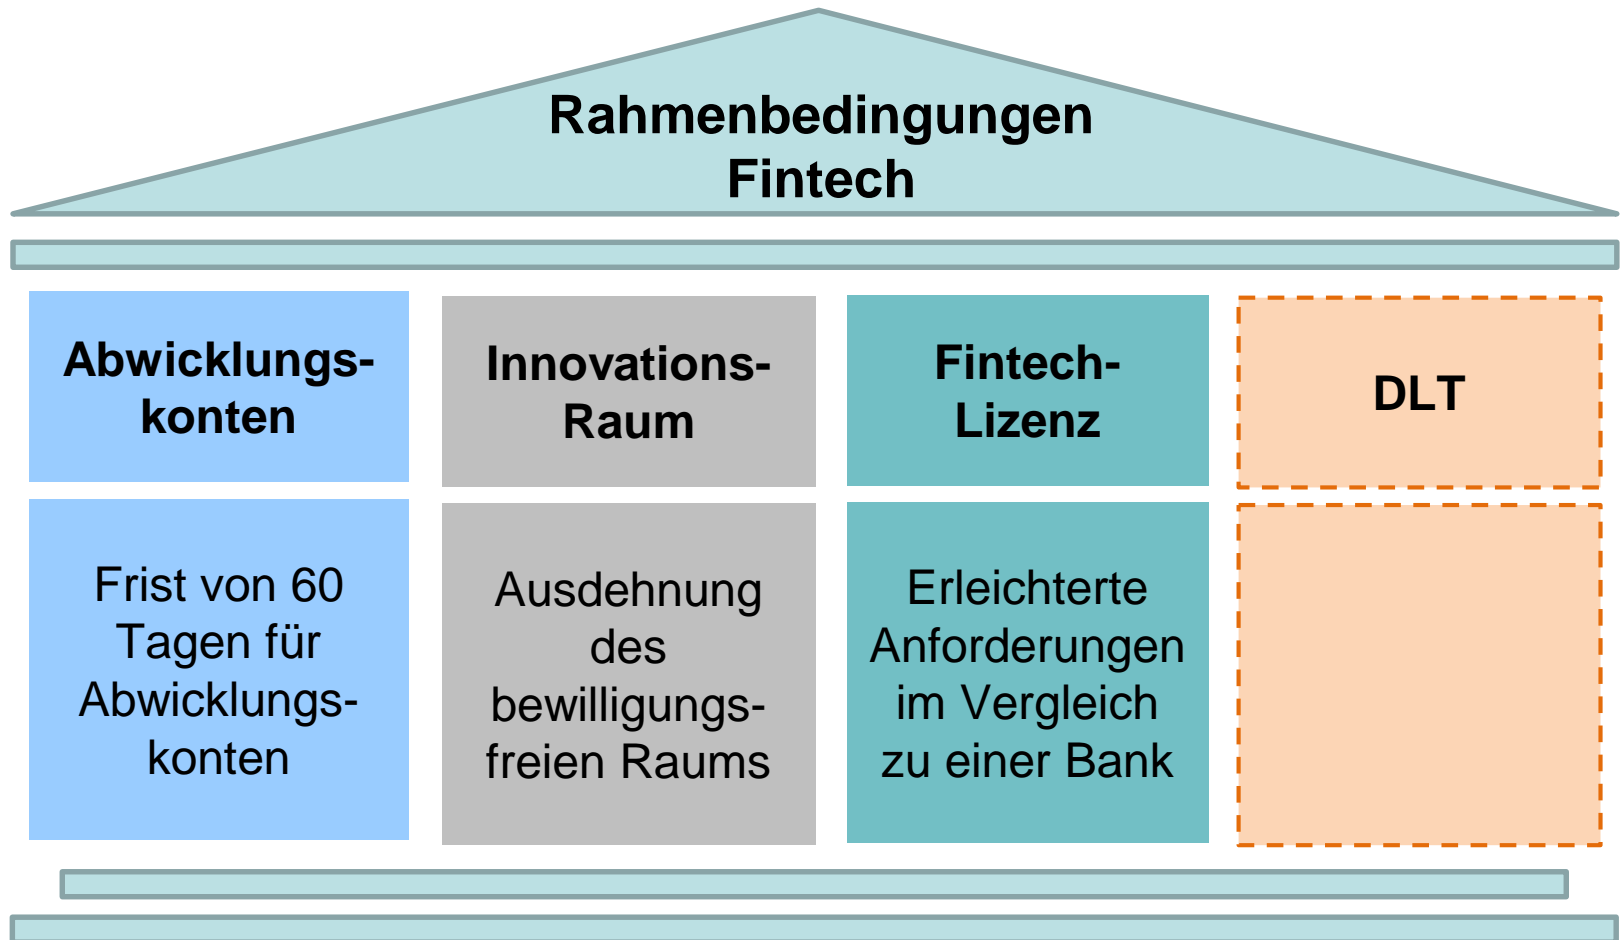 Rahmenbedingungen
Fintech
Abwicklungs-
konten
Innovations-
Raum
Fintech-
Lizenz
DLT
Frist von 60
Tagen für
Abwicklungs-
konten
Ausdehnung
des
bewilligungs-
freien Raums
Erleichterte
Anforderungen
im Vergleich
zu einer Bank